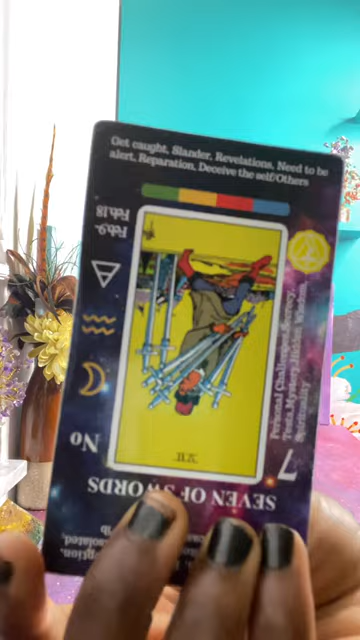 Get caught, Slander, Revelations, Need to be
alert, Reparation, Deceive the self/Others
Feb.9-
Feb.18
No
VII
7
Personal Challenges, Secrecy
Tests, Mystery, Hidden Wisdom
Spirituality
SEVEN OF SWORDS